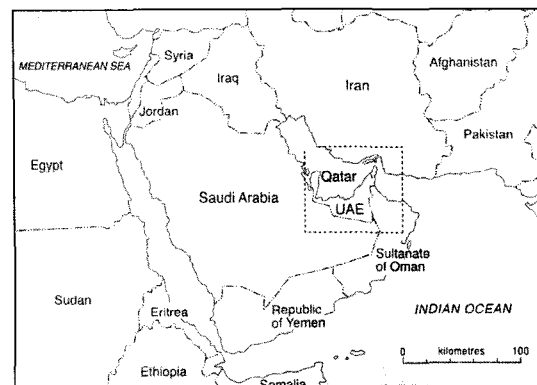 MEDITERRANEAN SEA
Syria
Iraq
Iran
Afghanistan
Jordan
Pakistan
Egypt
Qatar
Saudi Arabia
UAE
Sultanate
of Oman
Sudan
Eritrea
Republic
of Yemen
INDIAN OCEAN
0 kilometres 100
Ethiopia
Somalia